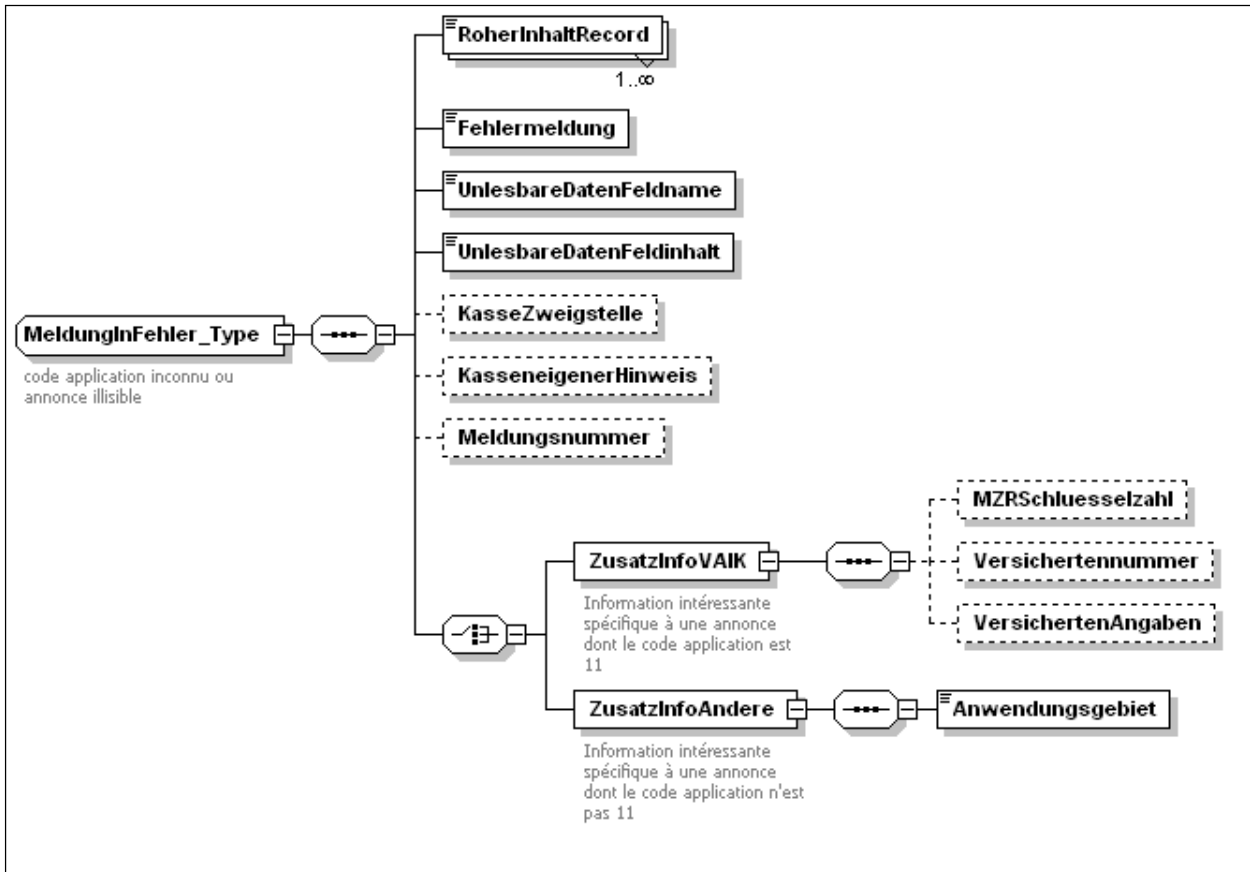 RoherInhaltRecord
1..∞
Fehlermeldung
UnlesbareDatenFeldname
UnlesbareDatenFeldinhalt
KasseZweigstelle
MeldungInFehler_Type
code application inconnu ou
annonce illisible
KasseneigenerHinweis
Meldungsnummer
MZRSchluesselzahl
ZusatzInfoVAIK
Versichertennummer
Information intéressante
spécifique à une annonce
dont le code application est
11
VersichertenAngaben
ZusatzInfoAndere
Anwendungsgebiet
Information intéressante
spécifique à une annonce
dont le code application n'est
pas 11